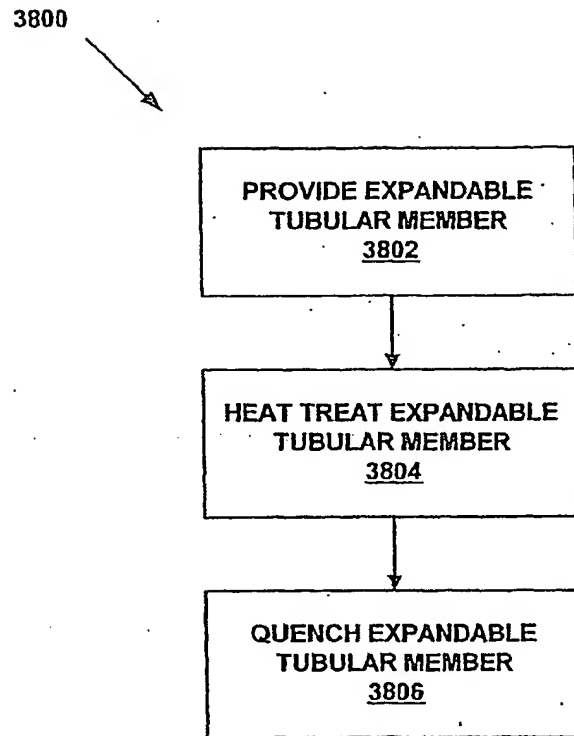 3800
PROVIDE EXPANDABLE
TUBULAR MEMBER
3802
HEAT TREAT EXPANDABLE
TUBULAR MEMBER
3804
QUENCH EXPANDABLE
TUBULAR MEMBER
3806